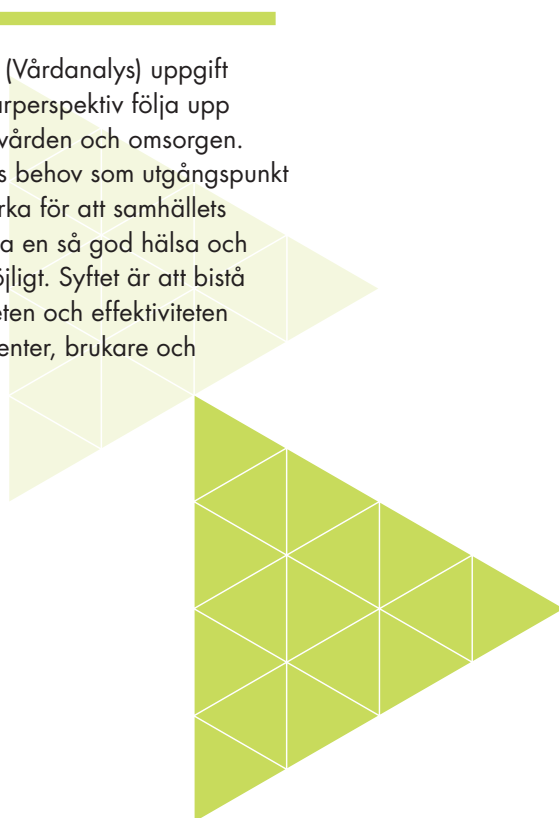 (Vårdanalys) uppgift
arperspektiv följa upp
vården och omsorgen.
s behov som utgångspunkt
rka för att samhällets
a en så god hälsa och
öjligt. Syftet är att bistå
eten och effektiviteten
enter, brukare och